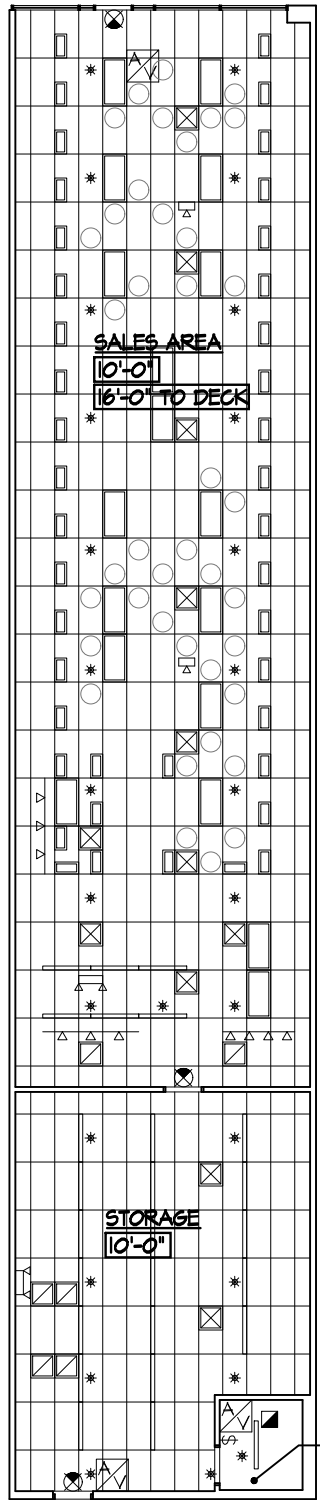 A
V
SALES AREA
10'-0"
16'-0" TO DECK
STORAGE
10'-0"
A
V
$
A
V